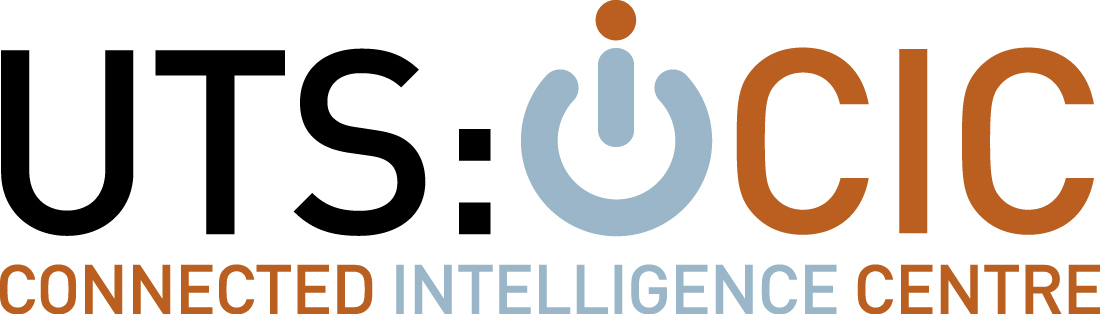 UTS:CIC
CONNECTED INTELLIGENCE CENTRE